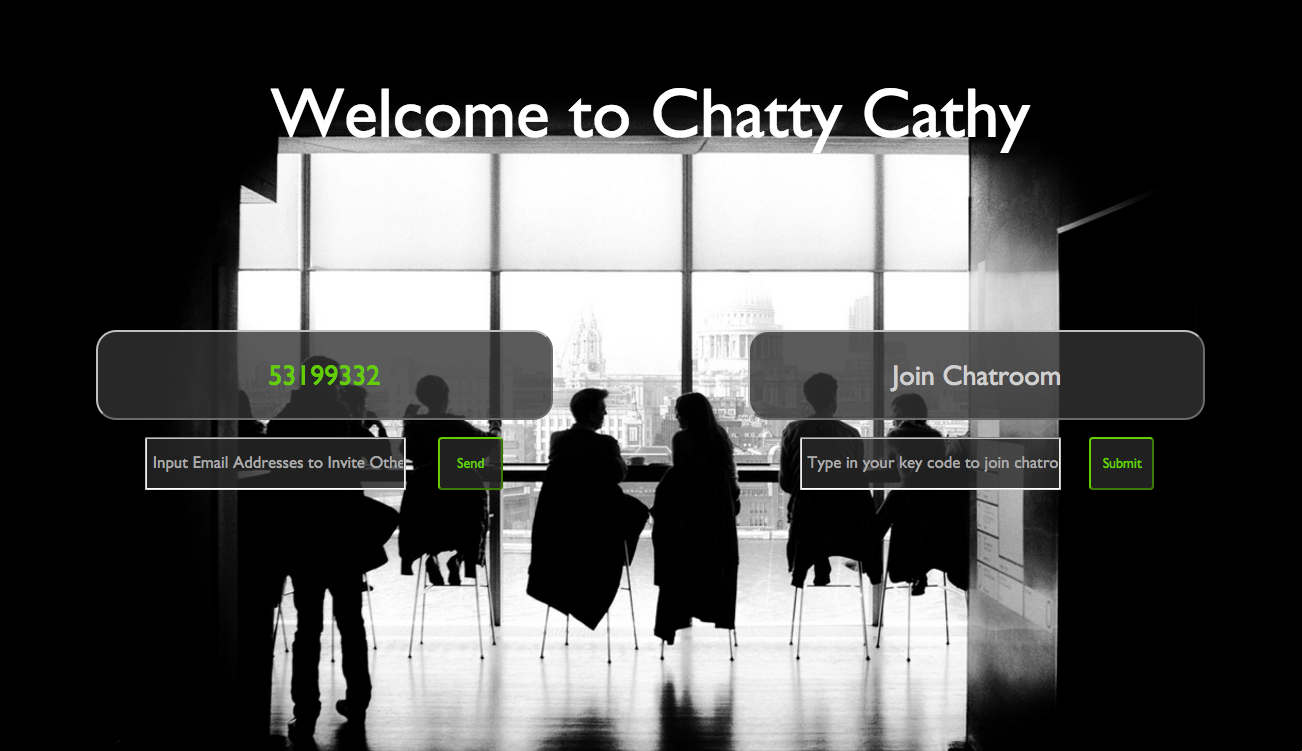 Welcome to Chatty Cathy
53199332
Join Chatroom
Input Email Addresses to Invite Othe
Send
Type in your key code to join chatro
Submit